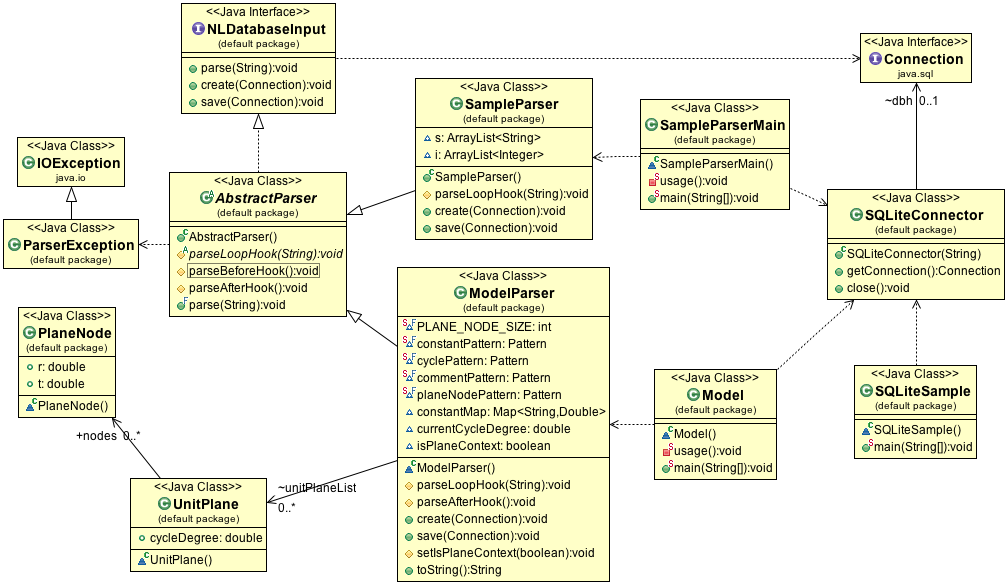 <<Java Interface>>
NLDatabaseInput
(default package)
parse(String):void
create(Connection):void
save(Connection):void
<<Java Interface>>
Connection
java.sql
~dbh 0..1
<<Java Class>>
SampleParser
(default package)
s: ArrayList<String>
i: ArrayList<Integer>
SampleParser()
parseLoopHook(String):void
create(Connection):void
save(Connection):void
<<Java Class>>
SampleParserMain
(default package)
SampleParserMain()
usage():void
main(String[]):void
<<Java Class>>
IOException
java.io
<<Java Class>>
ParserException
(default package)
<<Java Class>>
AbstractParser
(default package)
AbstractParser()
parseLoopHook(String):void
parseBeforeHook():void
parseAfterHook():void
parse(String):void
<<Java Class>>
SQLiteConnector
(default package)
SQLiteConnector(String)
getConnection():Connection
close():void
<<Java Class>>
ModelParser
(default package)
PLANE_NODE_SIZE: int
constantPattern: Pattern
cyclePattern: Pattern
commentPattern: Pattern
planeNodePattern: Pattern
constantMap: Map<String,Double>
currentCycleDegree: double
isPlaneContext: boolean
ModelParser()
parseLoopHook(String):void
parseAfterHook():void
create(Connection):void
save(Connection):void
setIsPlaneContext(boolean):void
toString():String
<<Java Class>>
PlaneNode
(default package)
r: double
t: double
PlaneNode()
+nodes 0..*
<<Java Class>>
Model
(default package)
Model()
usage():void
main(String[]):void
<<Java Class>>
SQLiteSample
(default package)
SQLiteSample()
main(String[]):void
<<Java Class>>
UnitPlane
(default package)
cycleDegree: double
UnitPlane()
~unitPlaneList
0..*